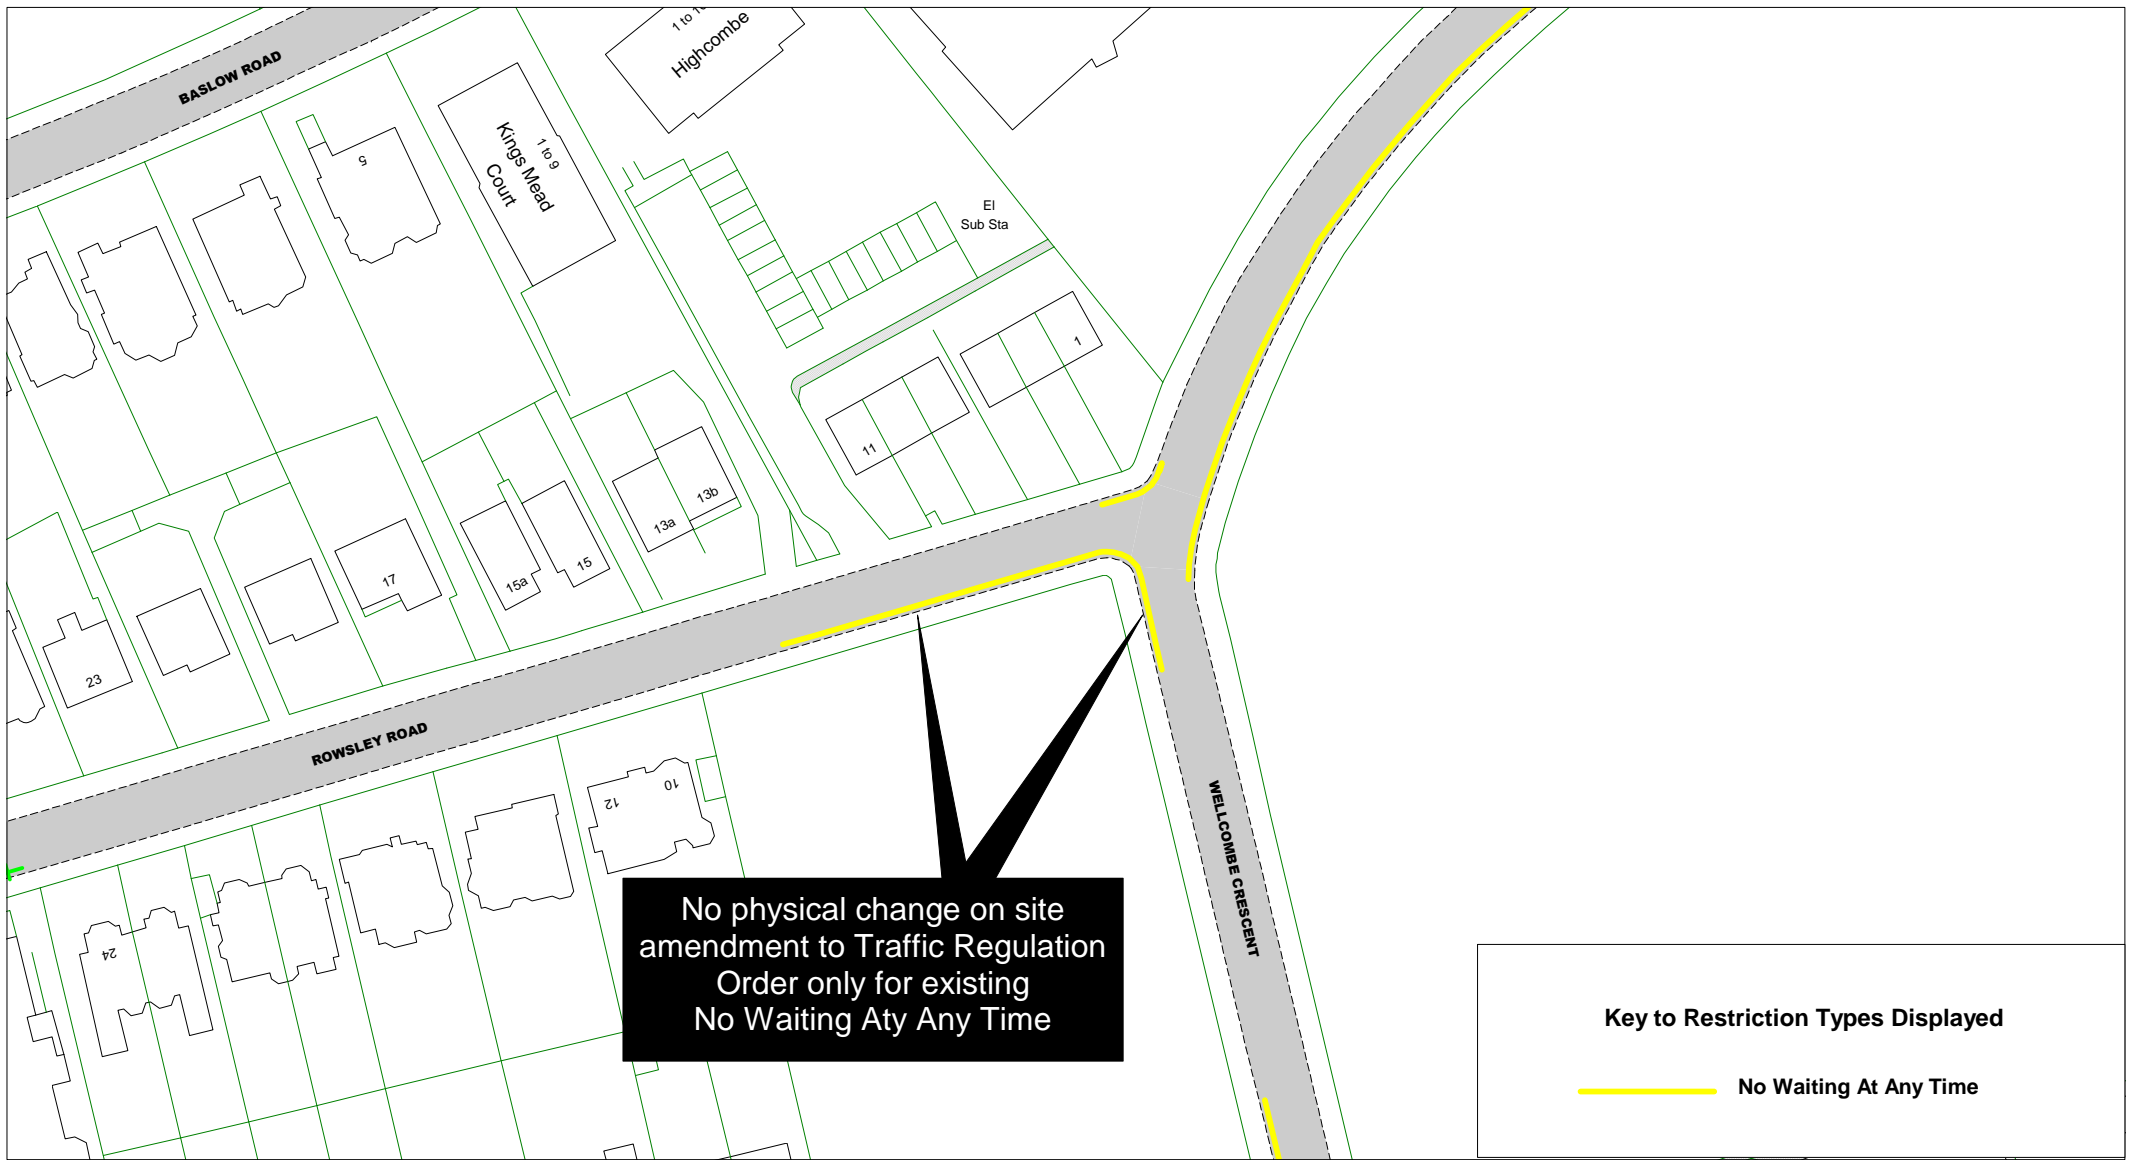 BASLOW ROAD
1 to
Highcombe
5
1 to 9
Kings Mead
Court
El
Sub Sta
1
11
13b
13a
15
15a
17
23
ROWSLEY ROAD
12
10
24
WELLCOMBE CRESCENT
No physical change on site
amendment to Traffic Regulation
Order only for existing
No Waiting Aty Any Time
Key to Restriction Types Displayed
No Waiting At Any Time